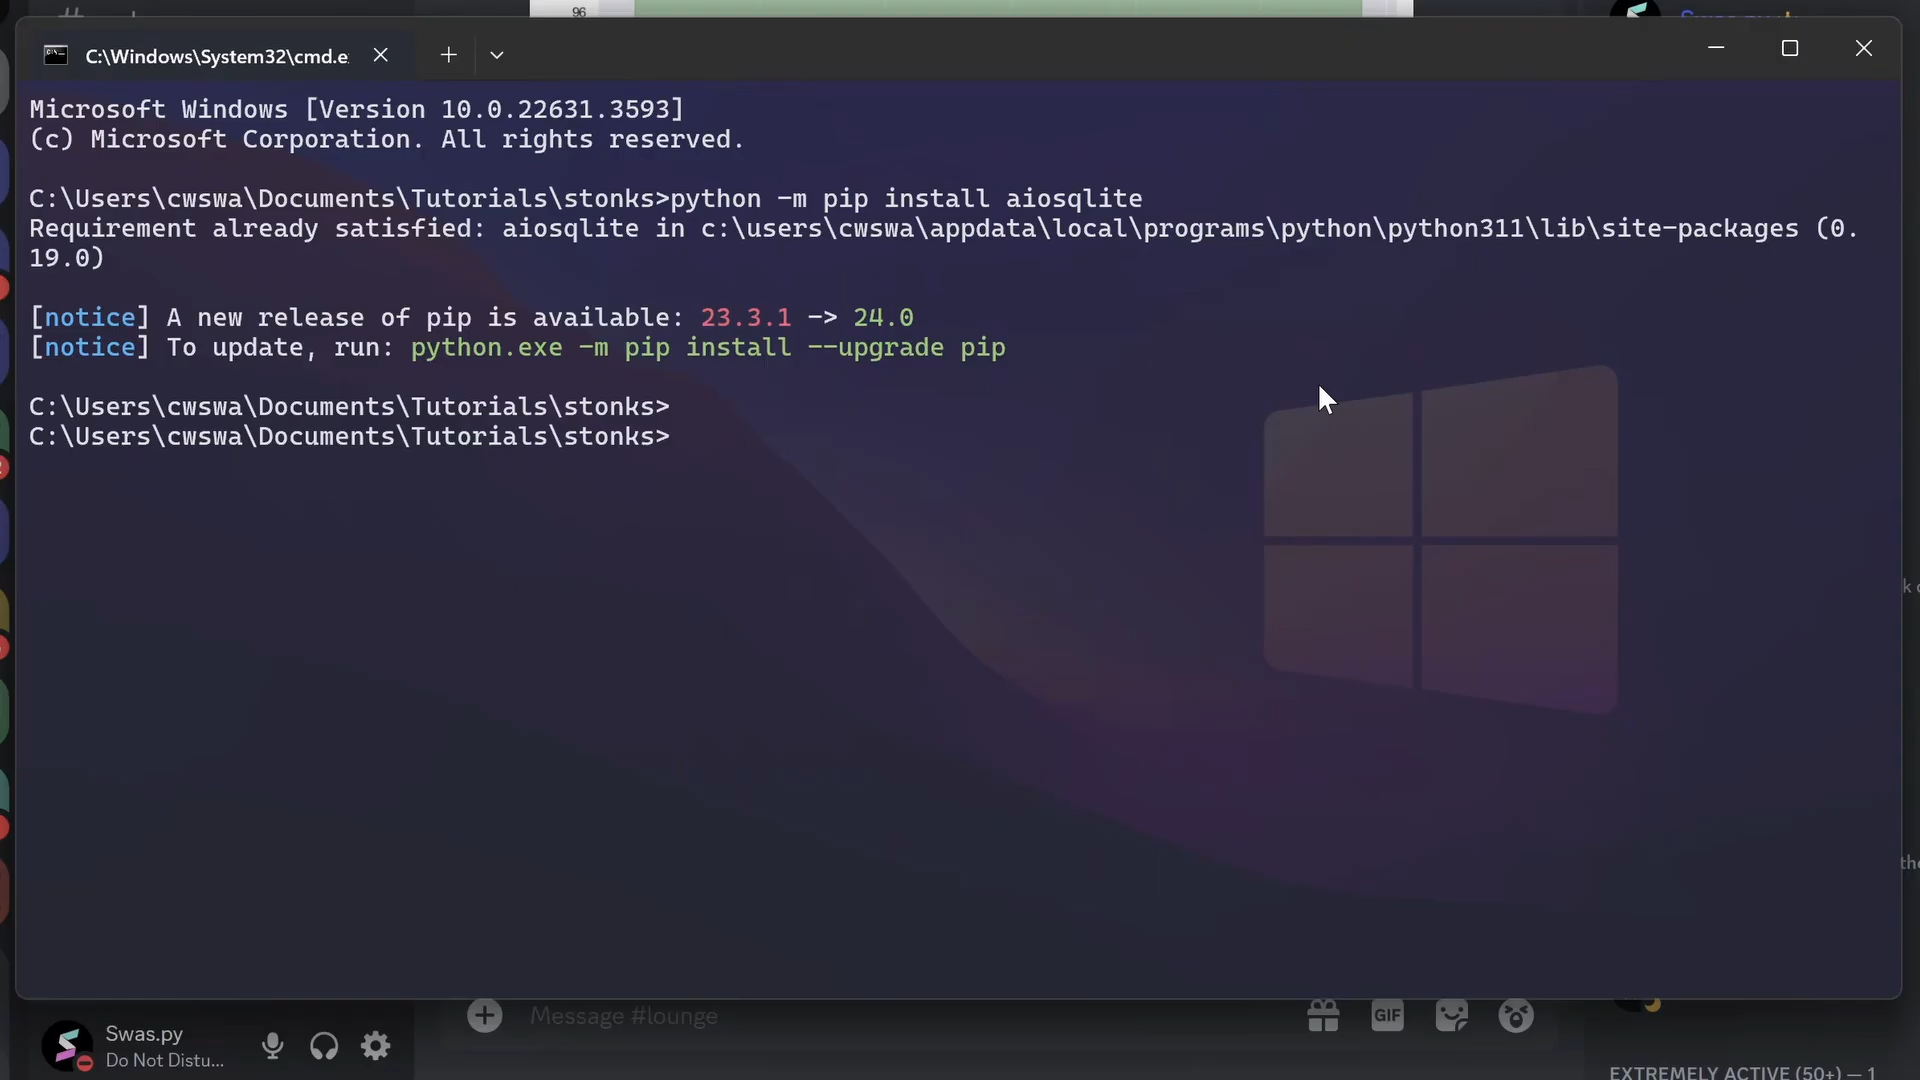 96
C:\Windows\System32\cmd.e
Microsoft Windows [Version 10.0.22631.3593]
(c) Microsoft Corporation. All rights reserved.
C:\Users\cwswa\Documents\Tutorials\stonks>python -m pip install aiosqlite
Requirement already satisfied: aiosqlite in c:\users\cwswa\appdata\local\programs\python\python311\lib\site-packages (0.
19.0)
[notice] A new release of pip is available: 23.3.1 -> 24.0
[notice] To update, run: python.exe -m pip install --upgrade pip
C:\Users\cwswa\Documents\Tutorials\stonks>
C:\Users\cwswa\Documents\Tutorials\stonks>
Message #lounge
GIF
Swas.py
Do Not Distu...
EXTREMELY ACTIVE (50+) — 1